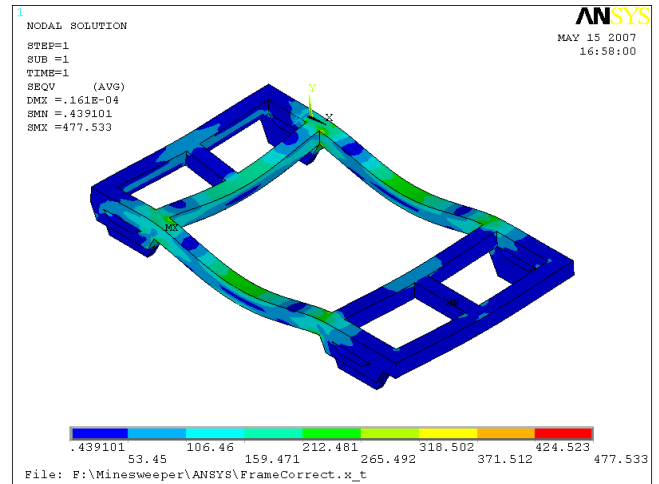 1
NODAL SOLUTION
ANSYS
MAY 15 2007
16:58:00
STEP=1
SUB =1
TIME=1
SEQV (AVG)
DMX =.161E-04
SMN =.439101
SMX =477.533
Y
X
MX
.439101 106.46 212.481 318.502 424.523
53.45 159.471 265.492 371.512 477.533
File: F:\Minesweeper\ANSYS\FrameCorrect.x_t